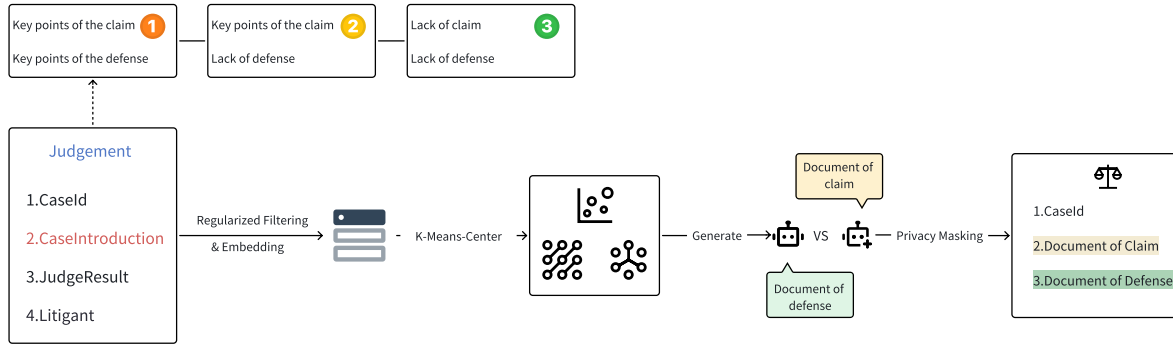 Key points of the claim 1
Key points of the defense
Key points of the claim 2
Lack of defense
Lack of claim 3
Lack of defense
Judgement
1.CaseId
2.CaseIntroduction
3.JudgeResult
4.Litigant
Regularized Filtering
& Embedding
K-Means-Center
Generate
Document of
claim
VS
Document of
defense
Privacy Masking
1.CaseId
2.Document of Claim
3.Document of Defense